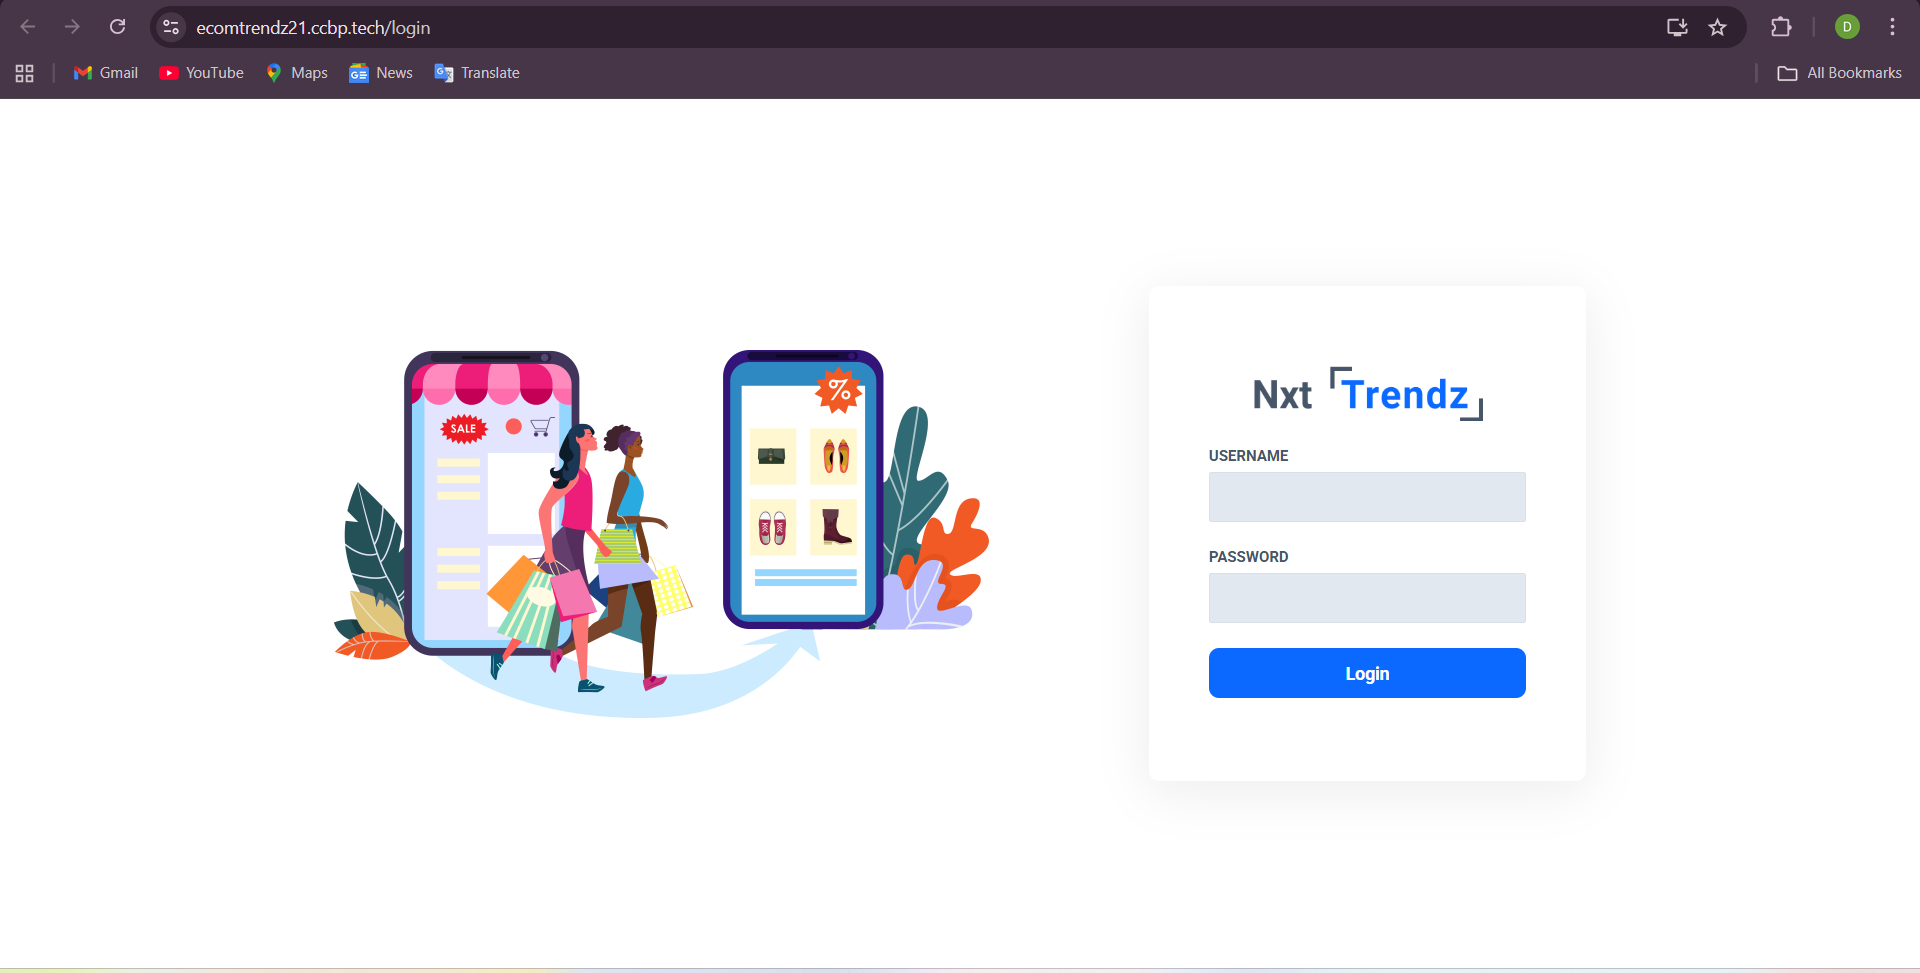 ecomtrendz21.ccbp.tech/login
D
Gmail
YouTube
Maps
News
Translate
All Bookmarks
SALE
%
Nxt Trendz
USERNAME
PASSWORD
Login